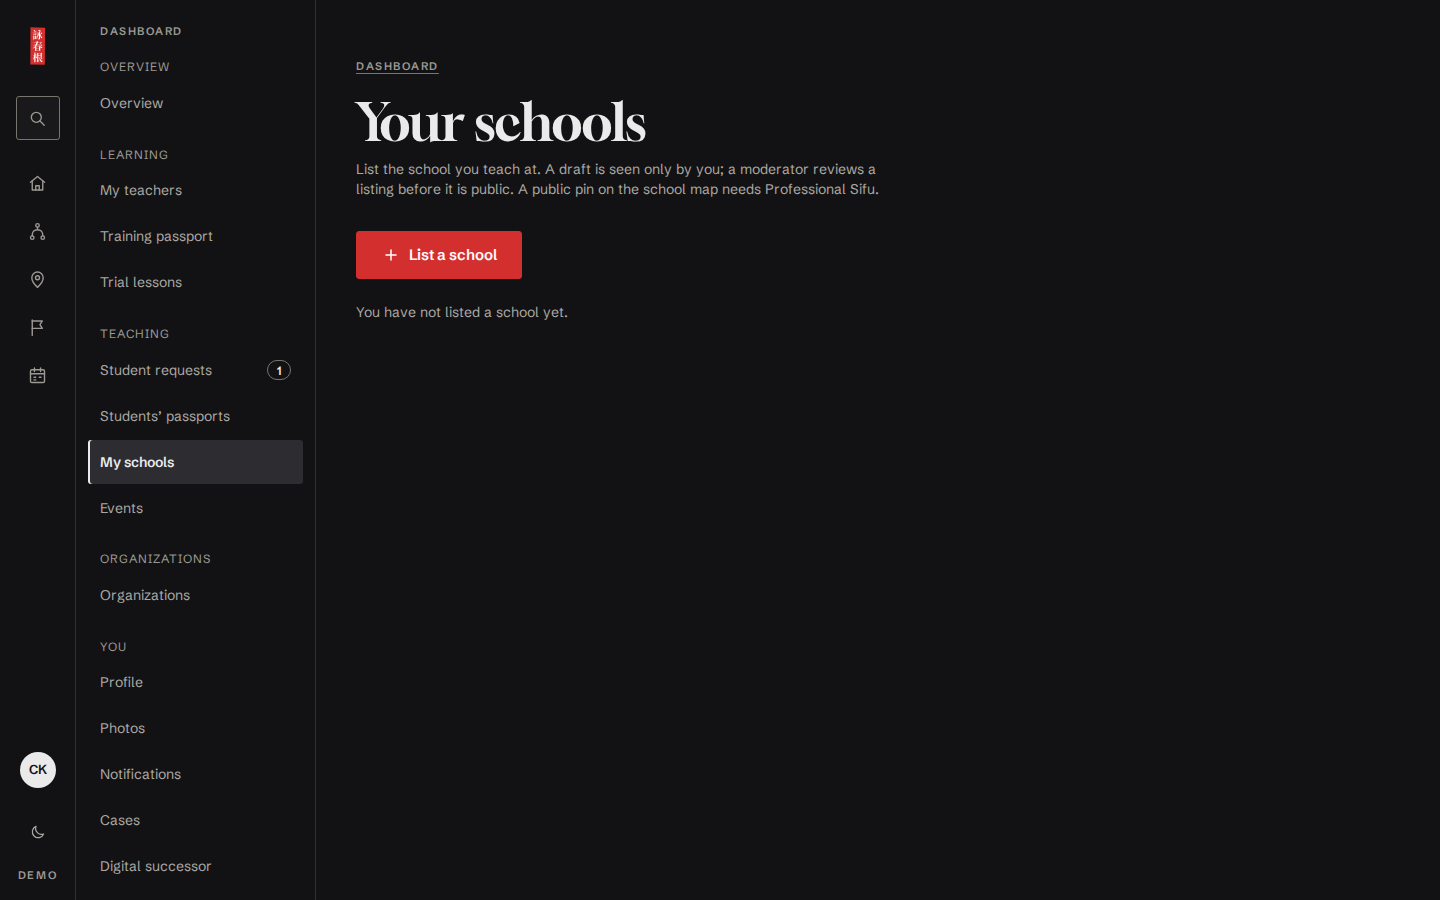 詠春根
DASHBOARD
OVERVIEW
Overview
LEARNING
My teachers
Training passport
Trial lessons
TEACHING
Student requests 1
Students’ passports
My schools
Events
ORGANIZATIONS
Organizations
YOU
Profile
Photos
Notifications
Cases
Digital successor
CK
DEMO
DASHBOARD
Your schools
List the school you teach at. A draft is seen only by you; a moderator reviews a
listing before it is public. A public pin on the school map needs Professional Sifu.
List a school
You have not listed a school yet.